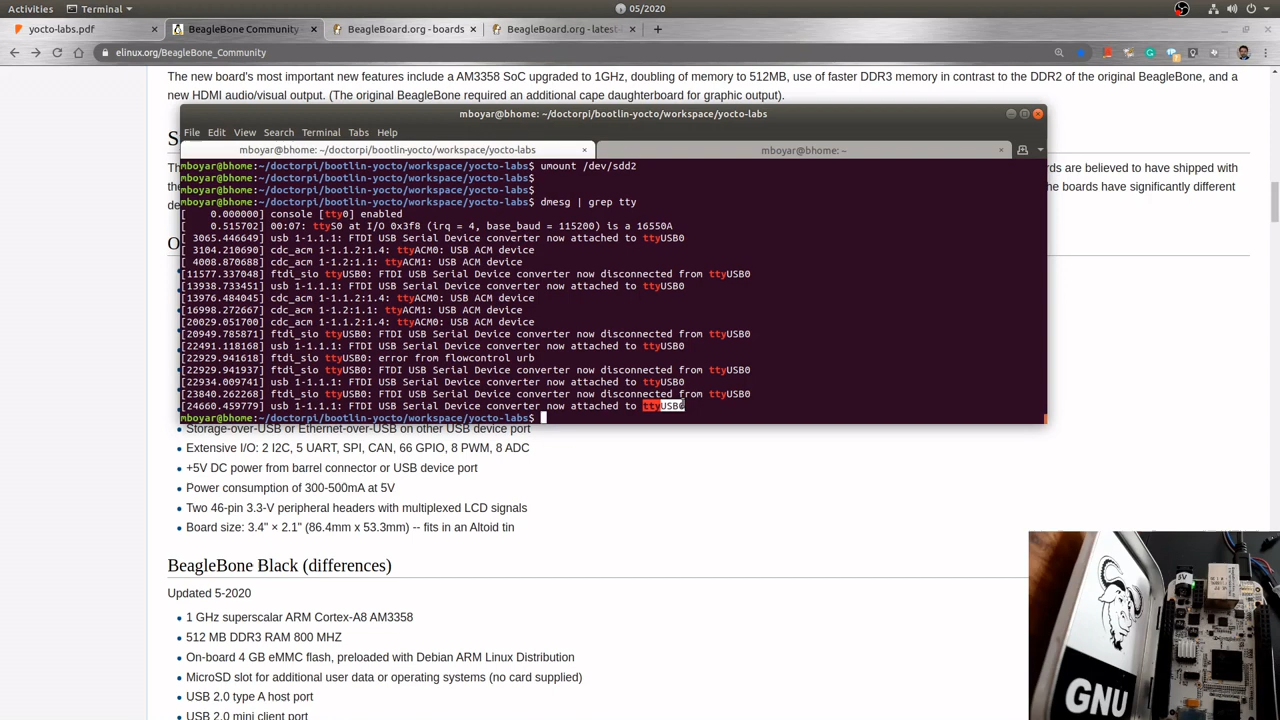 Activities
Terminal
05/2020
yocto-labs.pdf
BeagleBone Community
BeagleBoard.org - boards
BeagleBoard.org - latest-
elinux.org/BeagleBone_Community
The new board's most important new features include a AM3358 SoC upgraded to 1GHz, doubling of memory to 512MB, use of faster DDR3 memory in contrast to the DDR2 of the original BeagleBone, and a
new HDMI audio/visual output. (The original BeagleBone required an additional cape daughterboard for graphic output).
mboyar@bhome: ~/doctorpi/bootlin-yocto/workspace/yocto-labs
File Edit View Search Terminal Tabs Help
mboyar@bhome: ~/doctorpi/bootlin-yocto/workspace/yocto-labs
mboyar@bhome: ~
S
Th
rds are believed to have shipped with
the
the boards have significantly different
de
O
mboyar@bhome:~/doctorpi/bootlin-yocto/workspace/yocto-labs$ umount /dev/sdd2
mboyar@bhome:~/doctorpi/bootlin-yocto/workspace/yocto-labs$
mboyar@bhome:~/doctorpi/bootlin-yocto/workspace/yocto-labs$
mboyar@bhome:~/doctorpi/bootlin-yocto/workspace/yocto-labs$ dmesg | grep tty
[    0.000000] console [tty0] enabled
[    0.515702] 00:07: ttyS0 at I/O 0x3f8 (irq = 4, base_baud = 115200) is a 16550A
[ 3065.446649] usb 1-1.1.1: FTDI USB Serial Device converter now attached to ttyUSB0
[ 3104.210690] cdc_acm 1-1.1.2:1.4: ttyACM0: USB ACM device
[ 4008.870688] cdc_acm 1-1.2:1.1: ttyACM1: USB ACM device
[11577.337048] ftdi_sio ttyUSB0: FTDI USB Serial Device converter now disconnected from ttyUSB0
[13938.733451] usb 1-1.1.1: FTDI USB Serial Device converter now attached to ttyUSB0
[13976.484045] cdc_acm 1-1.1.2:1.4: ttyACM0: USB ACM device
[16998.272667] cdc_acm 1-1.2:1.1: ttyACM1: USB ACM device
[20029.051700] cdc_acm 1-1.1.2:1.4: ttyACM0: USB ACM device
[20949.785871] ftdi_sio ttyUSB0: FTDI USB Serial Device converter now disconnected from ttyUSB0
[22491.118168] usb 1-1.1.1: FTDI USB Serial Device converter now attached to ttyUSB0
[22929.941618] ftdi_sio ttyUSB0: error from flowcontrol urb
[22929.941937] ftdi_sio ttyUSB0: FTDI USB Serial Device converter now disconnected from ttyUSB0
[22934.009741] usb 1-1.1.1: FTDI USB Serial Device converter now attached to ttyUSB0
[23840.262268] ftdi_sio ttyUSB0: FTDI USB Serial Device converter now disconnected from ttyUSB0
[24660.459779] usb 1-1.1.1: FTDI USB Serial Device converter now attached to ttyUSB0
mboyar@bhome:~/doctorpi/bootlin-yocto/workspace/yocto-labs$
Storage-over-USB or Ethernet-over-USB on other USB device port
Extensive I/O: 2 I2C, 5 UART, SPI, CAN, 66 GPIO, 8 PWM, 8 ADC
+5V DC power from barrel connector or USB device port
Power consumption of 300-500mA at 5V
Two 46-pin 3.3-V peripheral headers with multiplexed LCD signals
Board size: 3.4" × 2.1" (86.4mm x 53.3mm) -- fits in an Altoid tin
BeagleBone Black (differences)
Updated 5-2020
1 GHz superscalar ARM Cortex-A8 AM3358
512 MB DDR3 RAM 800 MHZ
On-board 4 GB eMMC flash, preloaded with Debian ARM Linux Distribution
MicroSD slot for additional user data or operating systems (no card supplied)
USB 2.0 type A host port
USB 2.0 mini client port
GNU